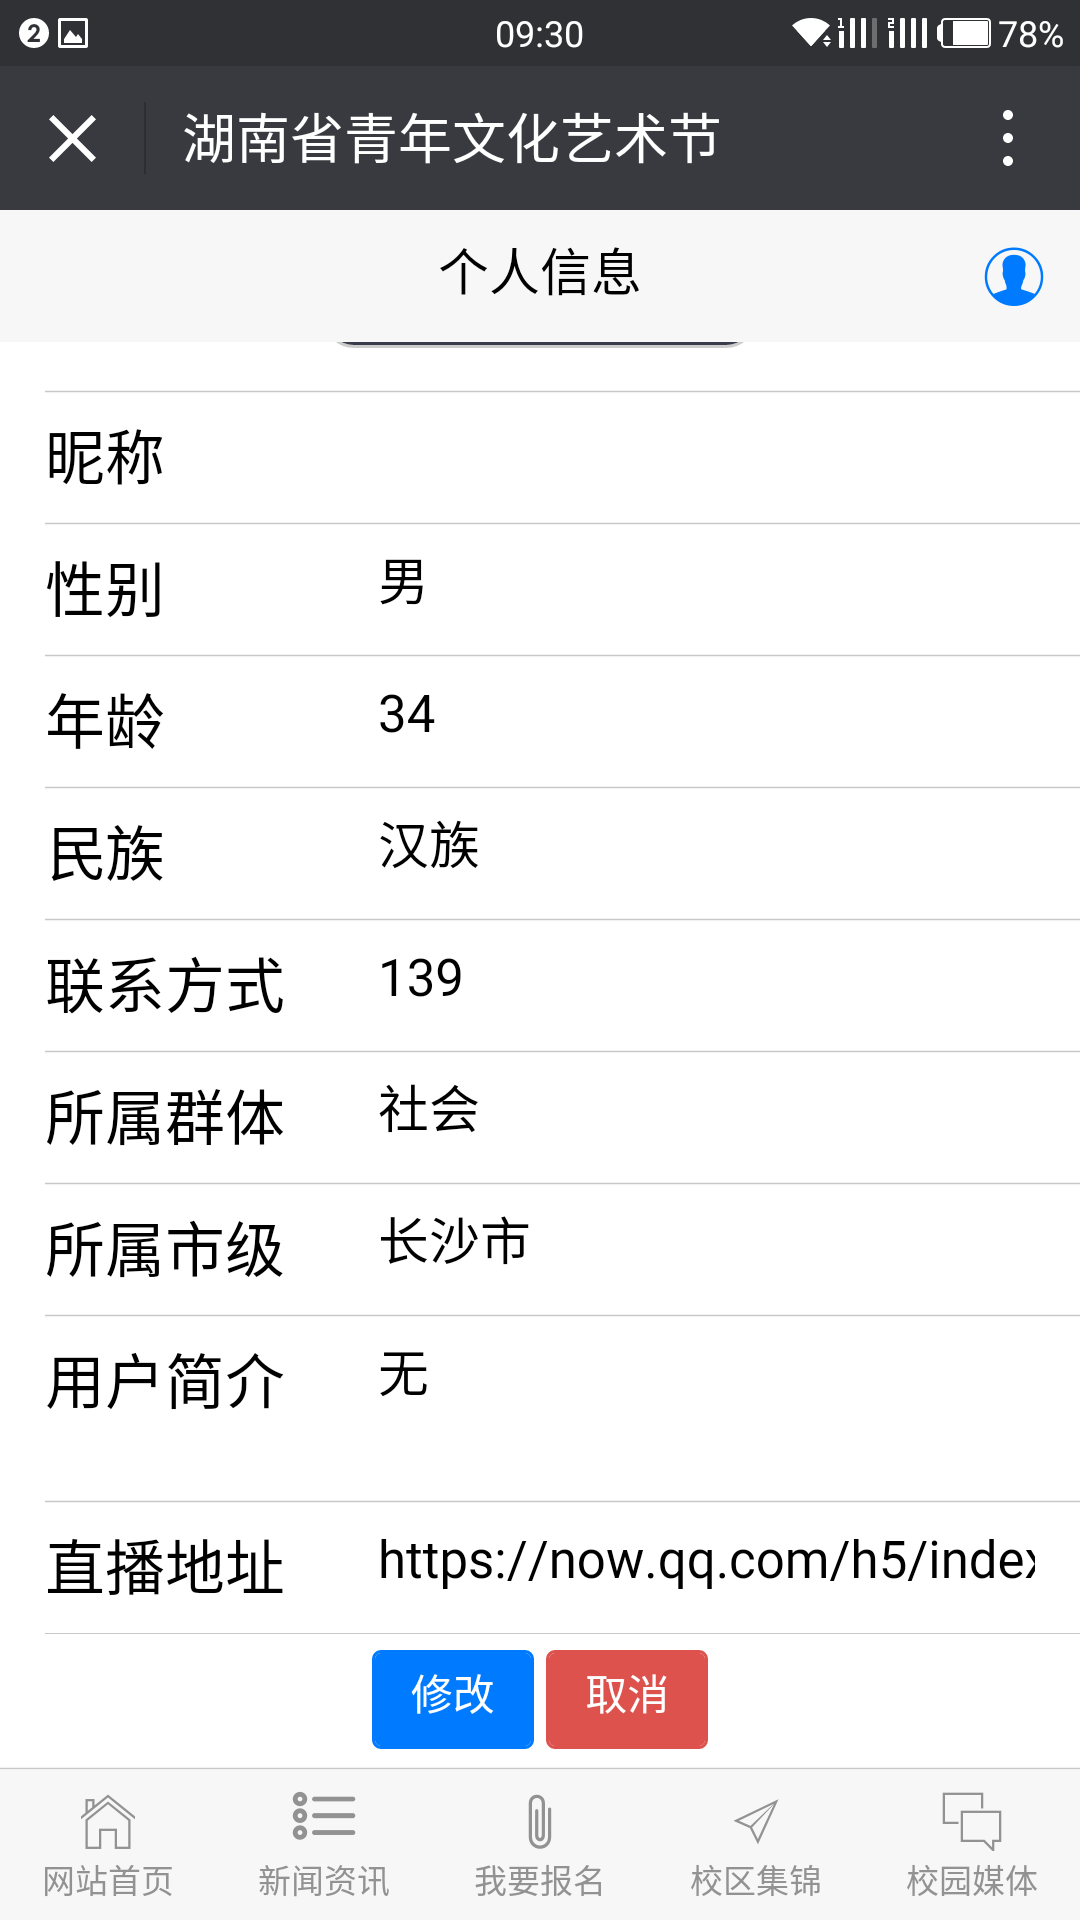 2 09:30 78%
湖南省青年文化艺术节
个人信息
昵称
性别 男
年龄 34
民族 汉族
联系方式 139
所属群体 社会
所属市级 长沙市
用户简介 无
直播地址 https://now.qq.com/h5/index
修改 取消
网站首页 新闻资讯 我要报名 校区集锦 校园媒体